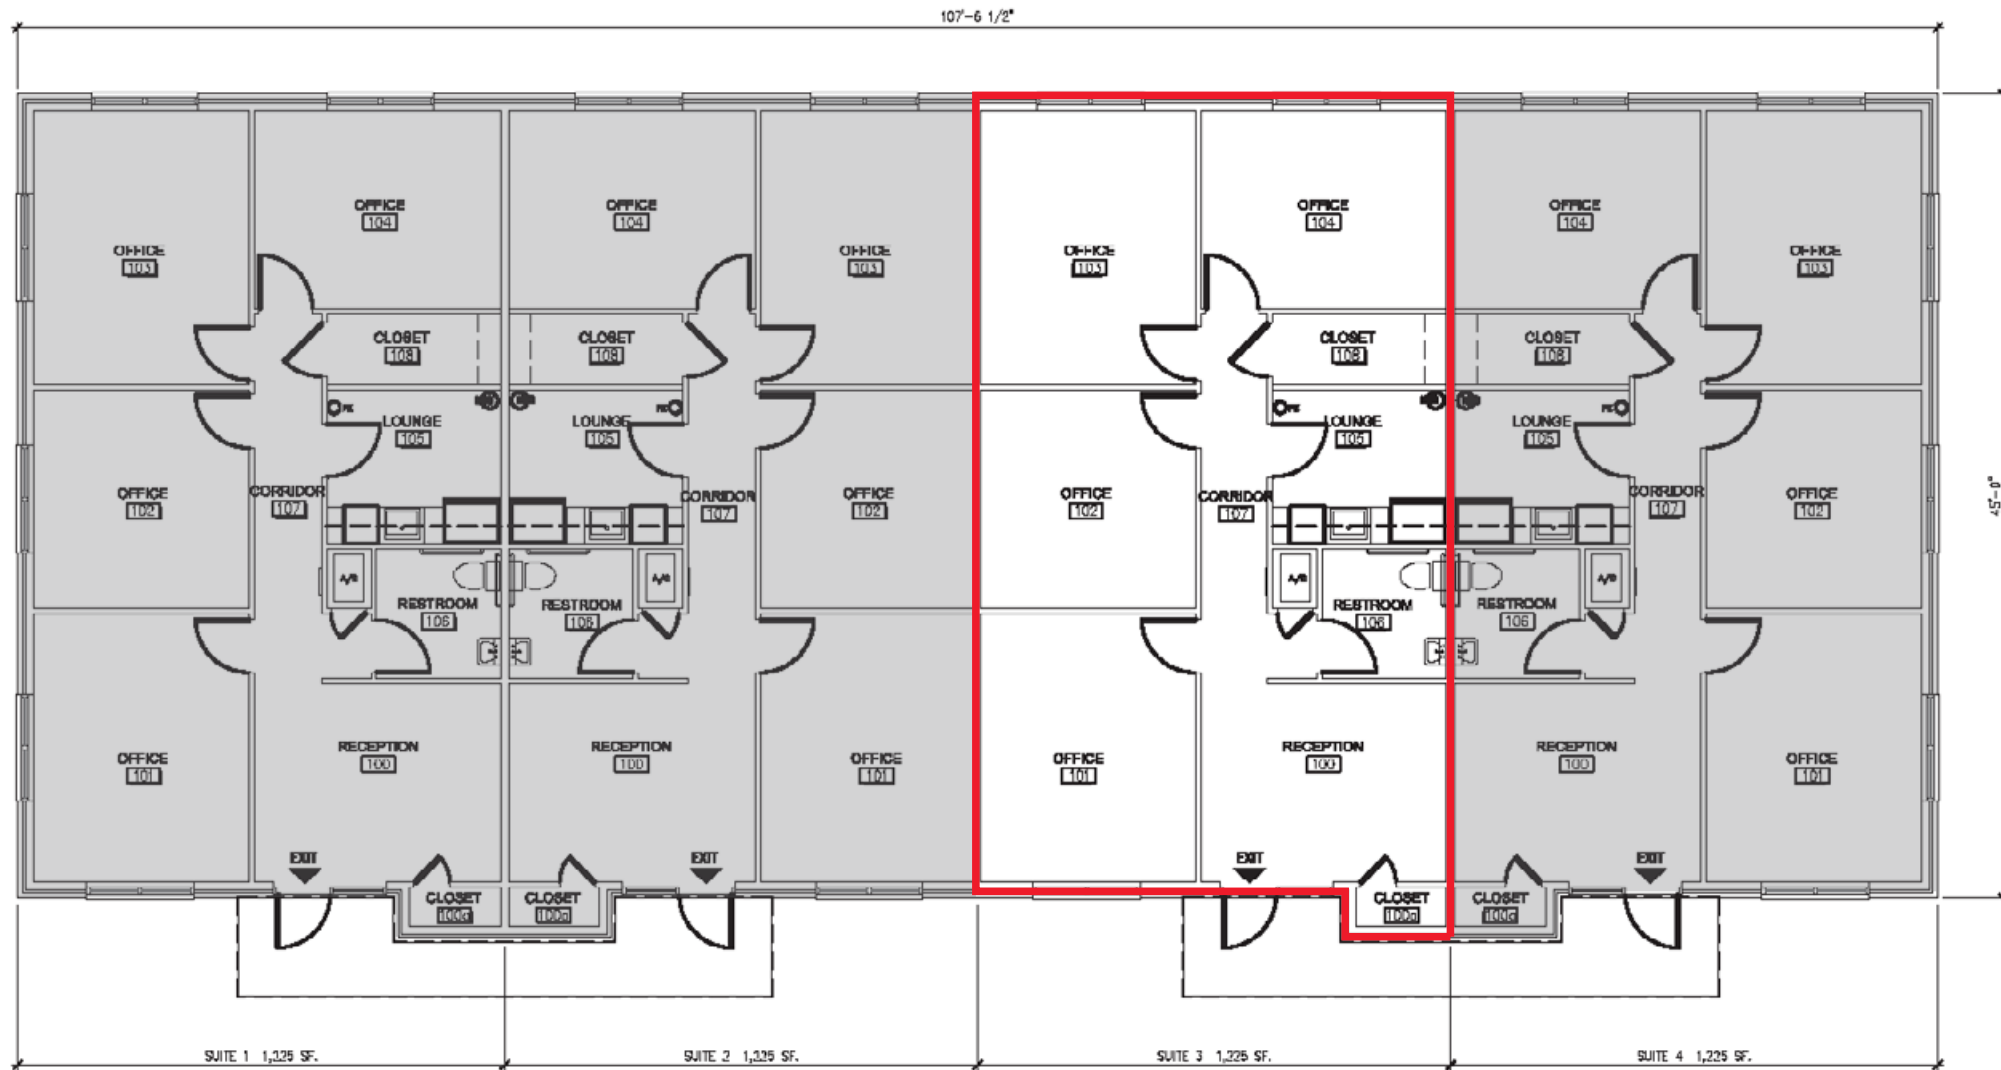 107'-6 1/2"
OFFICE
104
OFFICE
104
OFFICE
104
OFFICE
104
OFFICE
103
OFFICE
103
OFFICE
103
OFFICE
103
CLOSET
108
CLOSET
108
CLOSET
108
CLOSET
108
LOUNGE
105
LOUNGE
105
LOUNGE
105
LOUNGE
105
OFFICE
102
CORRIDOR
107
CORRIDOR
107
OFFICE
102
OFFICE
102
CORRIDOR
107
CORRIDOR
107
OFFICE
102
45'-0"
A/B
A/B
A/B
A/B
RESTROOM
106
RESTROOM
106
RESTROOM
106
RESTROOM
106
OFFICE
101
RECEPTION
100
RECEPTION
100
OFFICE
101
OFFICE
101
RECEPTION
100
RECEPTION
100
OFFICE
101
EXIT
EXIT
EXIT
EXIT
CLOSET
100a
CLOSET
100a
CLOSET
100a
CLOSET
100a
SUITE 1 1,225 SF.
SUITE 2 1,225 SF.
SUITE 3 1,225 SF.
SUITE 4 1,225 SF.